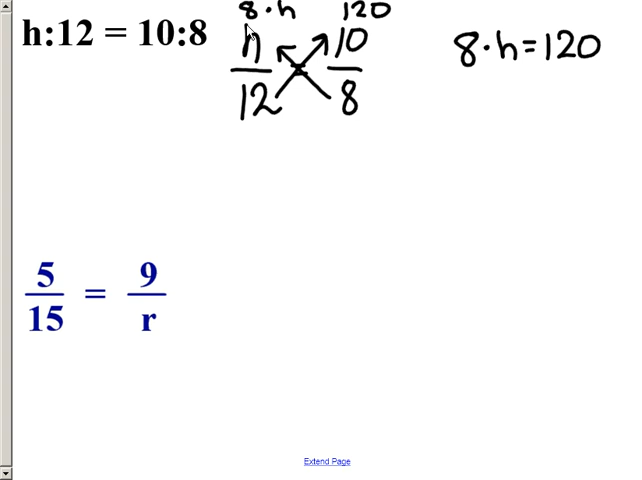 h:12 = 10:8
8·h 120
h 10
12 8
8·h=120
5 = 9
15 r
Extend Page